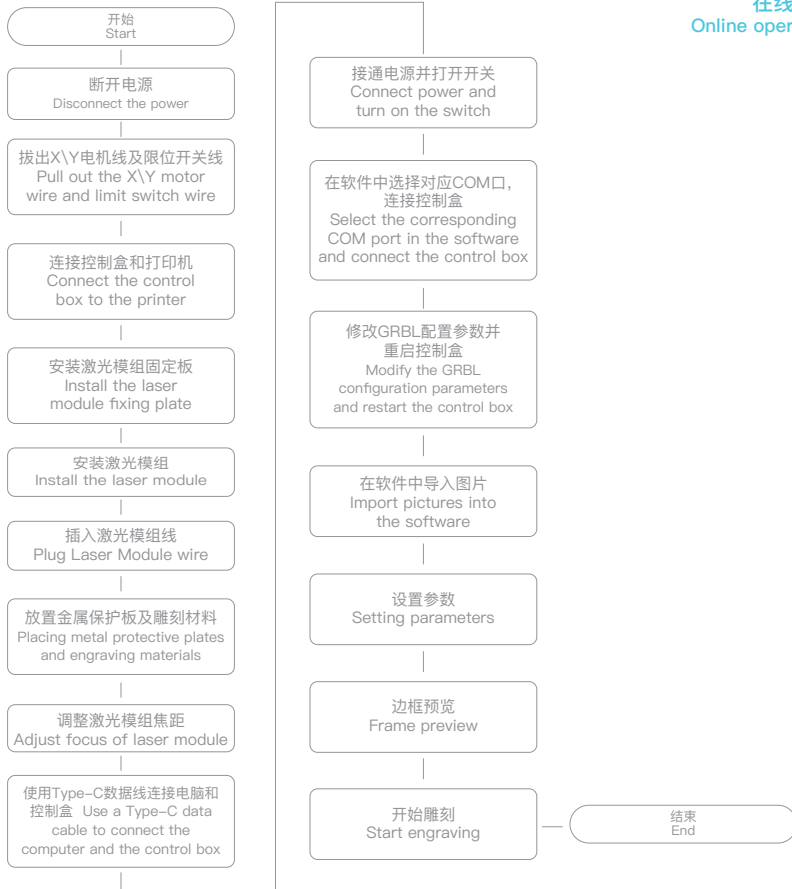 开始
Start
断开电源
Disconnect the power
拔出X\Y电机线及限位开关线
Pull out the X\Y motor
wire and limit switch wire
连接控制盒和打印机
Connect the control
box to the printer
安装激光模组固定板
Install the laser
module fixing plate
安装激光模组
Install the laser module
插入激光模组线
Plug Laser Module wire
放置金属保护板及雕刻材料
Placing metal protective plates
and engraving materials
调整激光模组焦距
Adjust focus of laser module
使用Type-C数据线连接电脑和
控制盒 Use a Type-C data
cable to connect the
computer and the control box
接通电源并打开开关
Connect power and
turn on the switch
在软件中选择对应COM口，
连接控制盒
Select the corresponding
COM port in the software
and connect the control box
修改GRBL配置参数并
重启控制盒
Modify the GRBL
configuration parameters
and restart the control box
在软件中导入图片
Import pictures into
the software
设置参数
Setting parameters
边框预览
Frame preview
开始雕刻
Start engraving
结束
End
在线
Online oper